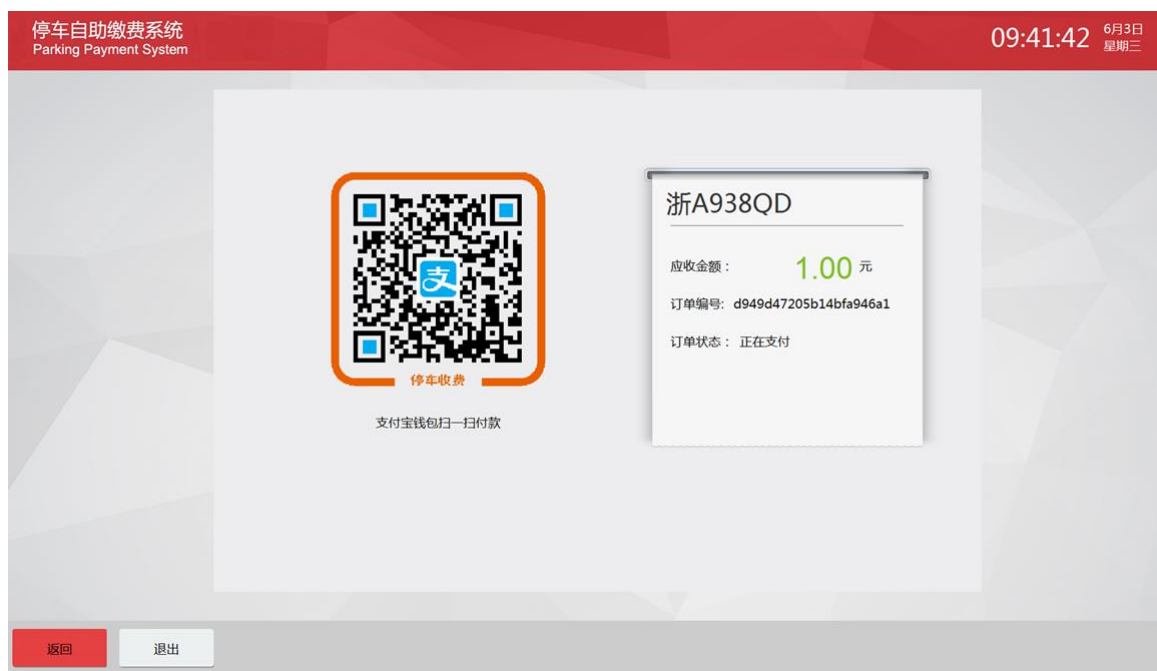 停车自助缴费系统
Parking Payment System
09:41:42
6月3日
星期三
支
停车收费
支付宝钱包扫一扫付款
浙A938QD
应收金额： 1.00 元
订单编号: d949d47205b14bfa946a1
订单状态： 正在支付
返回
退出